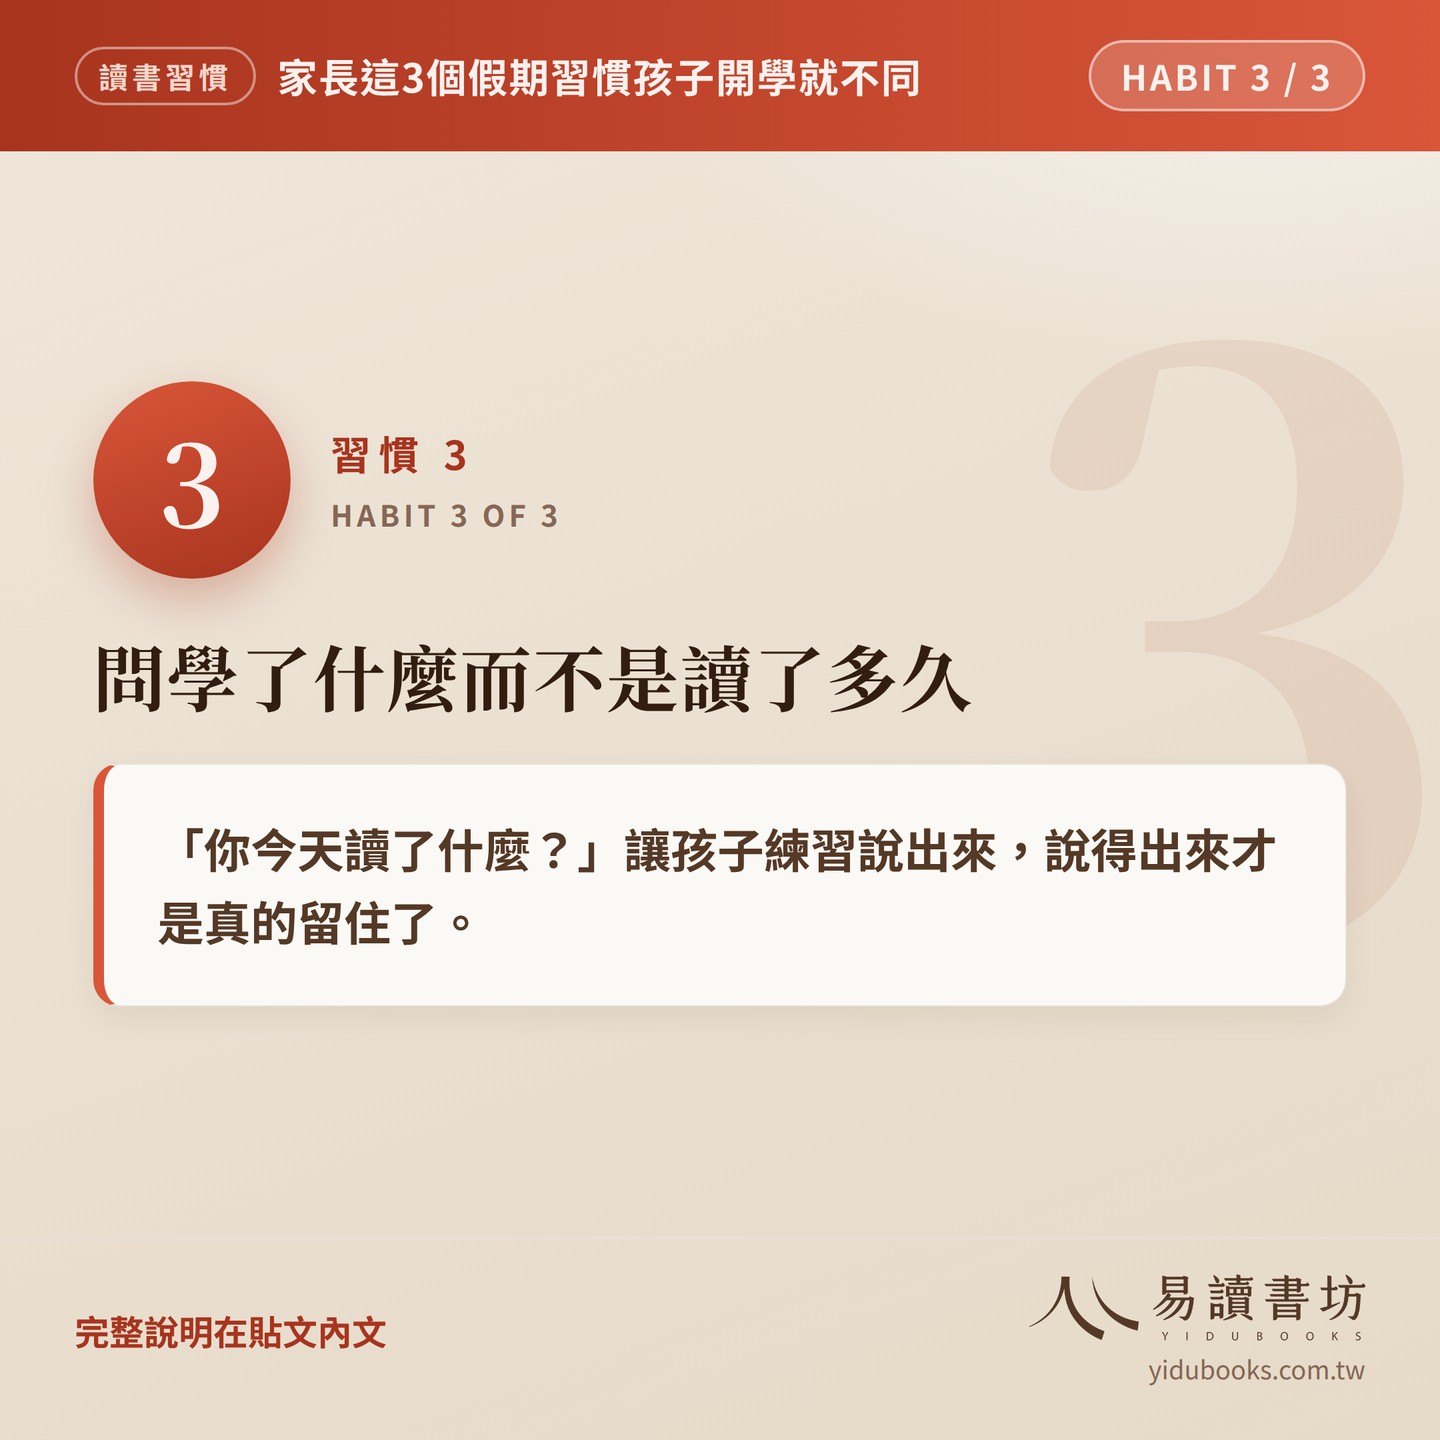 讀書習慣
家長這3個假期習慣孩子開學就不同
HABIT 3 / 3
3
3
習慣 3
HABIT 3 OF 3
問學了什麼而不是讀了多久
「你今天讀了什麼？」讓孩子練習說出來，說得出來才
是真的留住了。
完整說明在貼文內文
易讀書坊
YIDUBOOKS
yidubooks.com.tw